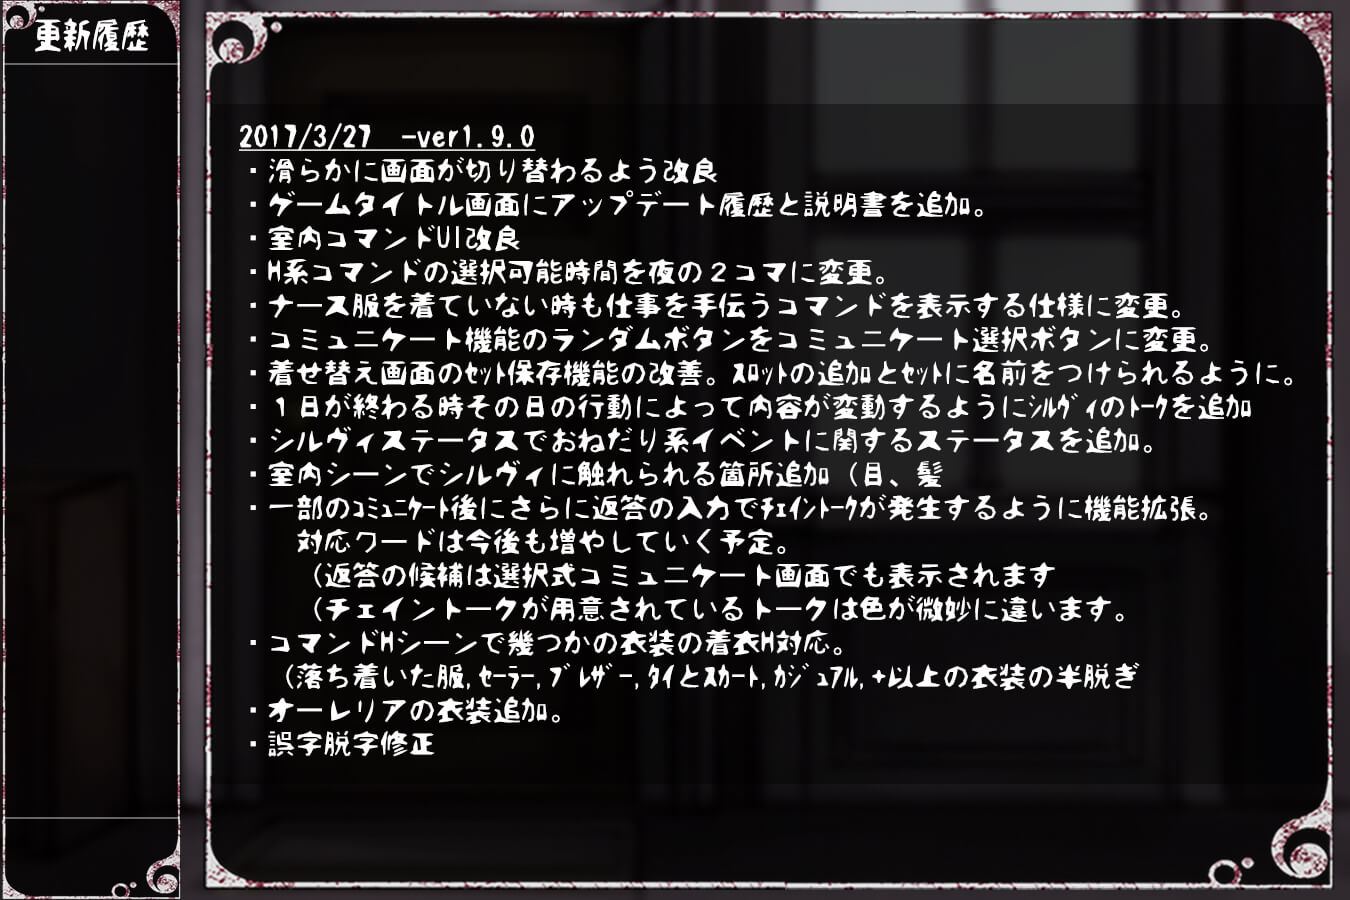 更新履歴
2017/3/27　-ver1.9.0
・滑らかに画面が切り替わるよう改良
・ゲームタイトル画面にアップデート履歴と説明書を追加。
・室内コマンドUI改良
・H系コマンドの選択可能時間を夜の２コマに変更。
・ナース服を着ていない時も仕事を手伝うコマンドを表示する仕様に変更。
・コミュニケート機能のランダムボタンをコミュニケート選択ボタンに変更。
・着せ替え画面のｾｯﾄ保存機能の改善。ｽﾛｯﾄの追加とｾｯﾄに名前をつけられるように。
・１日が終わる時その日の行動によって内容が変動するようにｼﾙｳﾞｨのﾄｰｸを追加
・シルヴィステータスでおねだり系イベントに関するステータスを追加。
・室内シーンでシルヴィに触れられる箇所追加（目、髪
・一部のｺﾐｭﾆｹｰﾄ後にさらに返答の入力でﾁｪｲﾝﾄｰｸが発生するように機能拡張。
対応ワードは今後も増やしていく予定。
（返答の候補は選択式コミュニケート画面でも表示されます
（チェイントークが用意されているトークは色が微妙に違います。
・コマンドHシーンで幾つかの衣装の着衣H対応。
（落ち着いた服,ｾｰﾗｰ,ﾌﾞﾚｻﾞｰ,ﾀｲとｽｶｰﾄ,ｶｼﾞｭｱﾙ,+以上の衣装の半脱ぎ
・オーレリアの衣装追加。
・誤字脱字修正